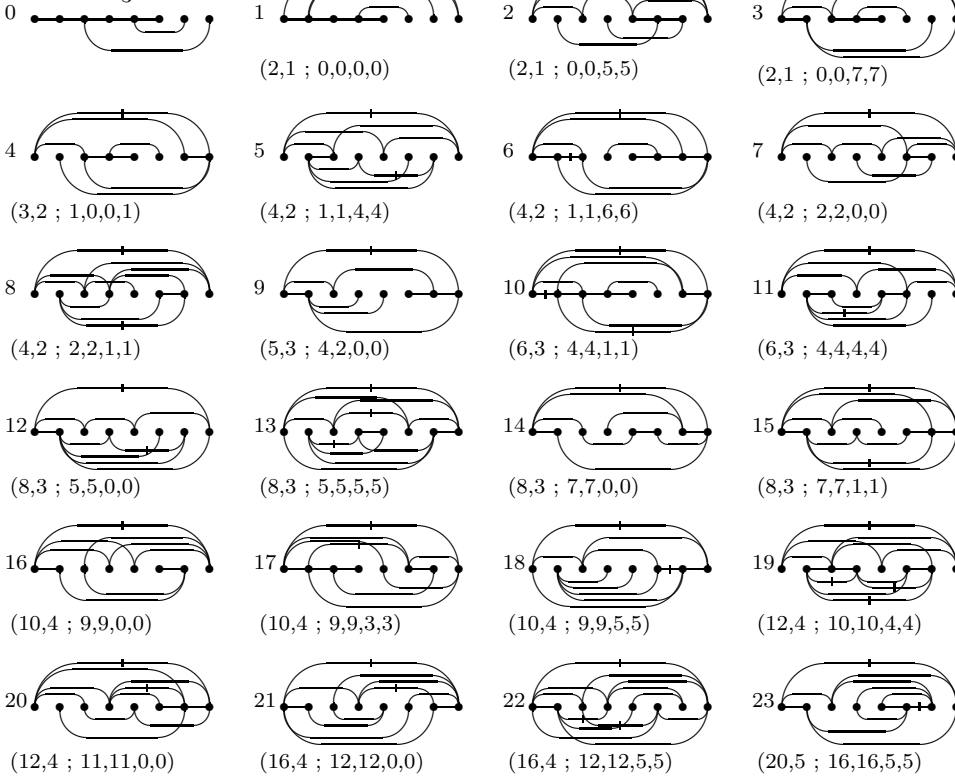 0 1 2 3
(2,1 ; 0,0,0,0) (2,1 ; 0,0,5,5) (2,1 ; 0,0,7,7)
4 5 6 7
(3,2 ; 1,0,0,1) (4,2 ; 1,1,4,4) (4,2 ; 1,1,6,6) (4,2 ; 2,2,0,0)
8 9 10 11
(4,2 ; 2,2,1,1) (5,3 ; 4,2,0,0) (6,3 ; 4,4,1,1) (6,3 ; 4,4,4,4)
12 13 14 15
(8,3 ; 5,5,0,0) (8,3 ; 5,5,5,5) (8,3 ; 7,7,0,0) (8,3 ; 7,7,1,1)
16 17 18 19
(10,4 ; 9,9,0,0) (10,4 ; 9,9,3,3) (10,4 ; 9,9,5,5) (12,4 ; 10,10,4,4)
20 21 22 23
(12,4 ; 11,11,0,0) (16,4 ; 12,12,0,0) (16,4 ; 12,12,5,5) (20,5 ; 16,16,5,5)